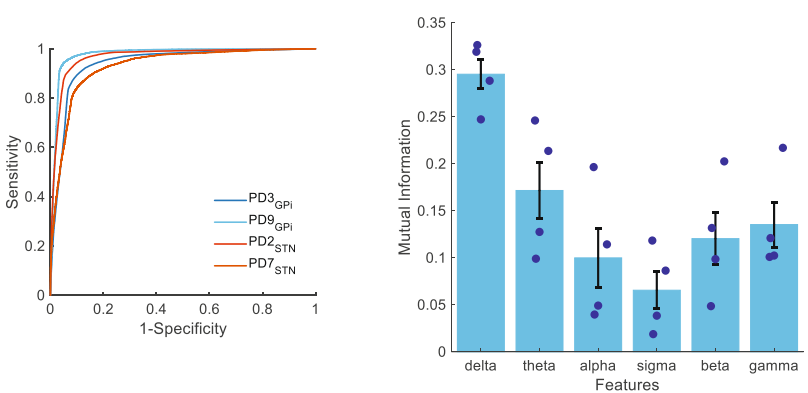 1
0.8
0.6
0.4
0.2
0
0 0.2 0.4 0.6 0.8 1
Sensitivity
1-Specificity
PD3GPi
PD9GPi
PD2STN
PD7STN
0.35
0.3
0.25
0.2
0.15
0.1
0.05
0
Mutual Information
delta theta alpha sigma beta gamma
Features